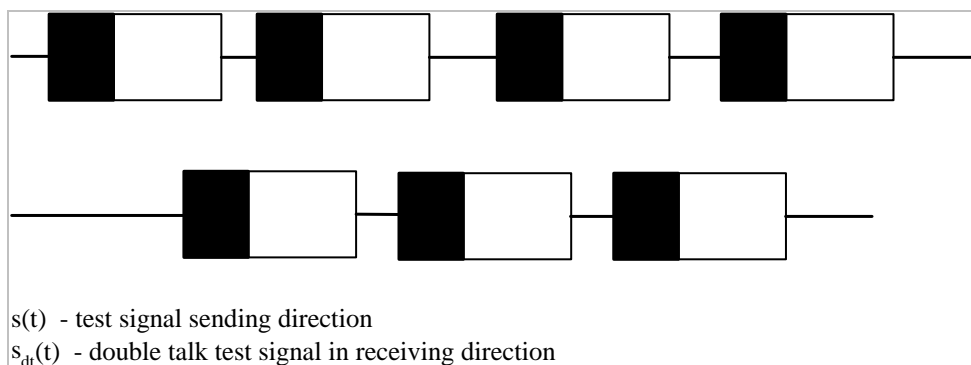 s(t) - test signal sending direction
s_dt(t) - double talk test signal in receiving direction